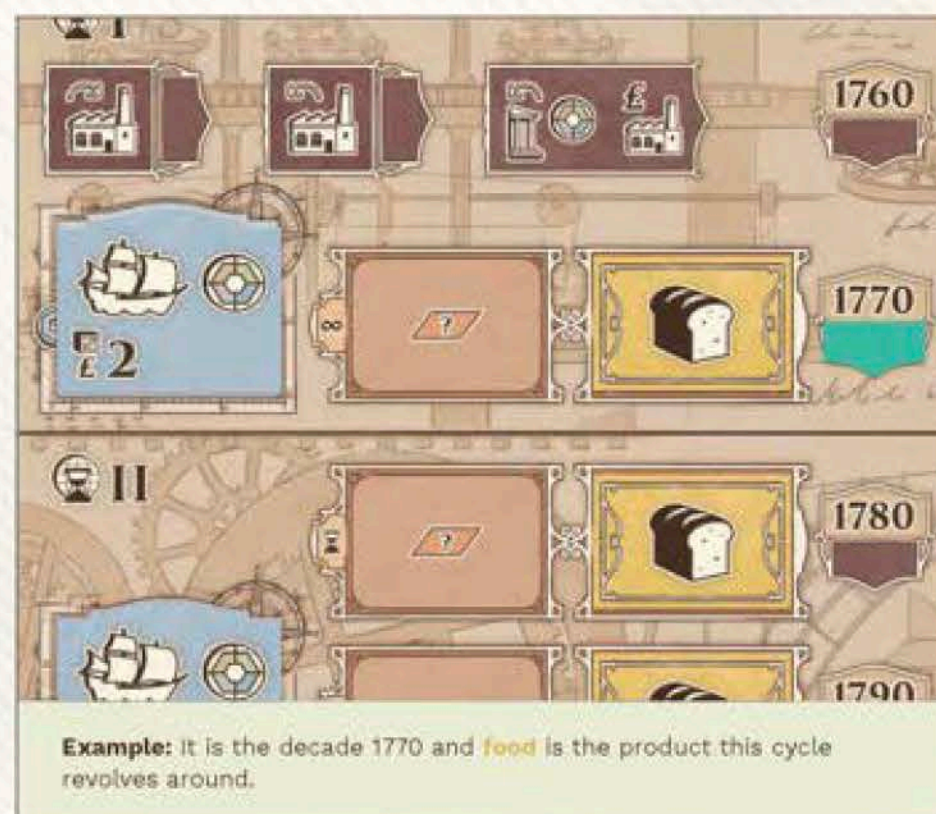 I
£
1760
1770
?
∞
£ 2
II
?
1780
1790
Example: It is the decade 1770 and food is the product this cycle
revolves around.